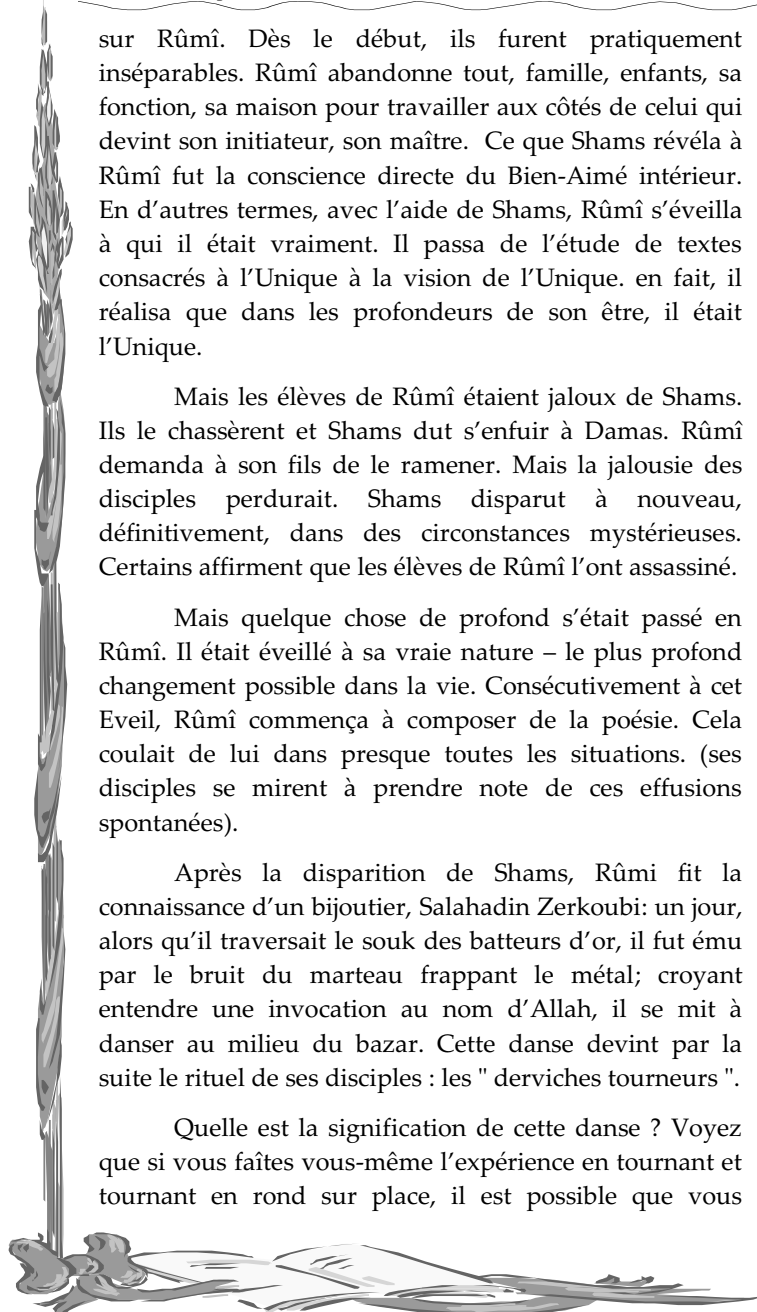 sur Rûmî. Dès le début, ils furent pratiquement
inséparables. Rûmî abandonne tout, famille, enfants, sa
fonction, sa maison pour travailler aux côtés de celui qui
devint son initiateur, son maître. Ce que Shams révéla à
Rûmî fut la conscience directe du Bien-Aimé intérieur.
En d’autres termes, avec l’aide de Shams, Rûmî s’éveilla
à qui il était vraiment. Il passa de l’étude de textes
consacrés à l’Unique à la vision de l’Unique. en fait, il
réalisa que dans les profondeurs de son être, il était
l’Unique.
Mais les élèves de Rûmî étaient jaloux de Shams.
Ils le chassèrent et Shams dut s’enfuir à Damas. Rûmî
demanda à son fils de le ramener. Mais la jalousie des
disciples perdurait. Shams disparut à nouveau,
définitivement, dans des circonstances mystérieuses.
Certains affirment que les élèves de Rûmî l’ont assassiné.
Mais quelque chose de profond s’était passé en
Rûmî. Il était éveillé à sa vraie nature – le plus profond
changement possible dans la vie. Consécutivement à cet
Eveil, Rûmî commença à composer de la poésie. Cela
coulait de lui dans presque toutes les situations. (ses
disciples se mirent à prendre note de ces effusions
spontanées).
Après la disparition de Shams, Rûmi fit la
connaissance d’un bijoutier, Salahadin Zerkoubi: un jour,
alors qu’il traversait le souk des batteurs d’or, il fut ému
par le bruit du marteau frappant le métal; croyant
entendre une invocation au nom d’Allah, il se mit à
danser au milieu du bazar. Cette danse devint par la
suite le rituel de ses disciples : les " derviches tourneurs ".
Quelle est la signification de cette danse ? Voyez
que si vous faîtes vous-même l’expérience en tournant et
tournant en rond sur place, il est possible que vous